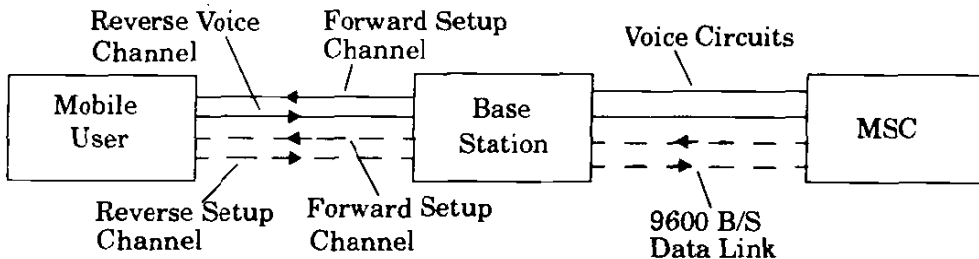 Reverse Voice
Channel
Forward Setup
Channel
Voice Circuits
Mobile
User
Base
Station
MSC
Reverse Setup
Channel
Forward Setup
Channel
9600 B/S
Data Link